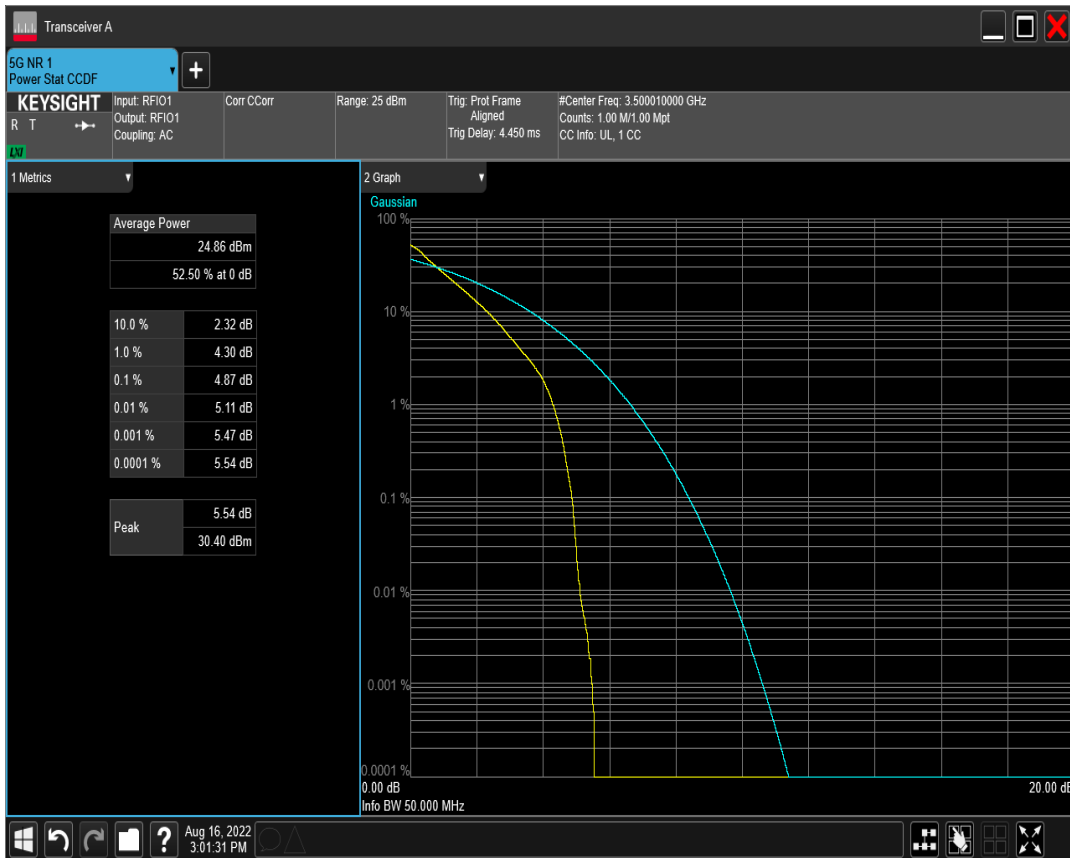 Transceiver A
5G NR 1
Power Stat CCDF
KEYSIGHT
R T
LXI
Input: RFIO1
Output: RFIO1
Coupling: AC
Corr CCorr
Range: 25 dBm
Trig: Prot Frame
Aligned
Trig Delay: 4.450 ms
#Center Freq: 3.500010000 GHz
Counts: 1.00 M/1.00 Mpt
CC Info: UL, 1 CC
1 Metrics
Average Power
24.86 dBm
52.50 % at 0 dB
10.0 % 2.32 dB
1.0 % 4.30 dB
0.1 % 4.87 dB
0.01 % 5.11 dB
0.001 % 5.47 dB
0.0001 % 5.54 dB
Peak
5.54 dB
30.40 dBm
2 Graph
Gaussian
100 %
10 %
1 %
0.1 %
0.01 %
0.001 %
0.0001 %
0.00 dB 20.00 dB
Info BW 50.000 MHz
?
Aug 16, 2022
3:01:31 PM